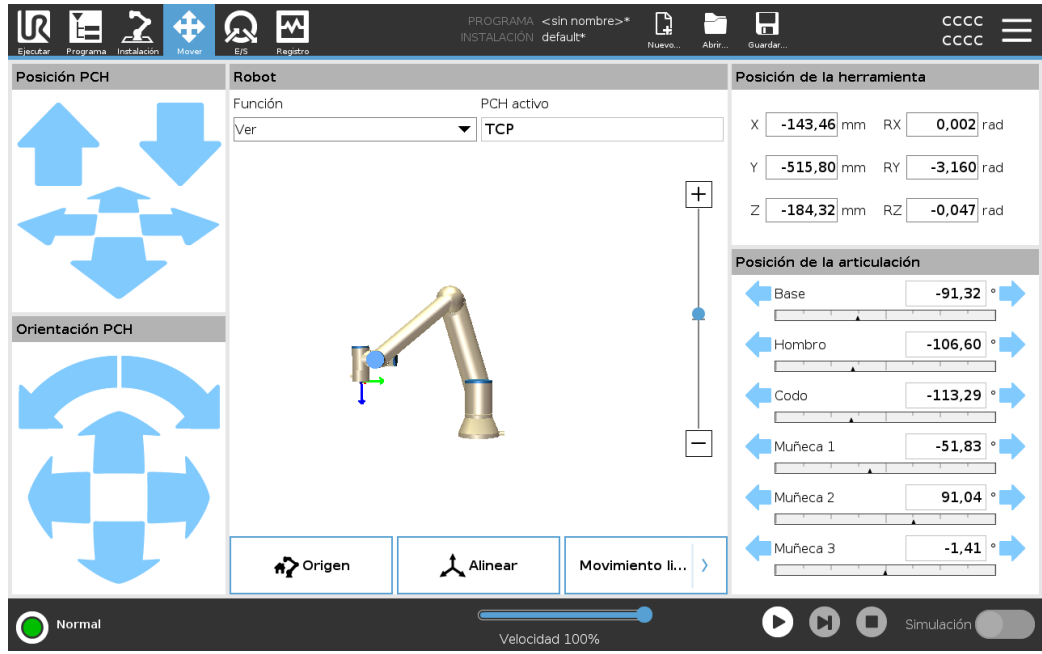 UR
Ejecutar
Programa
Instalación
Mover
E/S
Registro
PROGRAMA <sin nombre>*
INSTALACIÓN default*
Nuevo...
Abrir...
Guardar...
CCCC
CCCC
Posición PCH
Orientación PCH
Robot
Función
PCH activo
Ver
TCP
+
−
Origen
Alinear
Movimiento li...
Posición de la herramienta
X -143,46 mm RX 0,002 rad
Y -515,80 mm RY -3,160 rad
Z -184,32 mm RZ -0,047 rad
Posición de la articulación
Base -91,32 °
Hombro -106,60 °
Codo -113,29 °
Muñeca 1 -51,83 °
Muñeca 2 91,04 °
Muñeca 3 -1,41 °
Normal
Velocidad 100%
Simulación